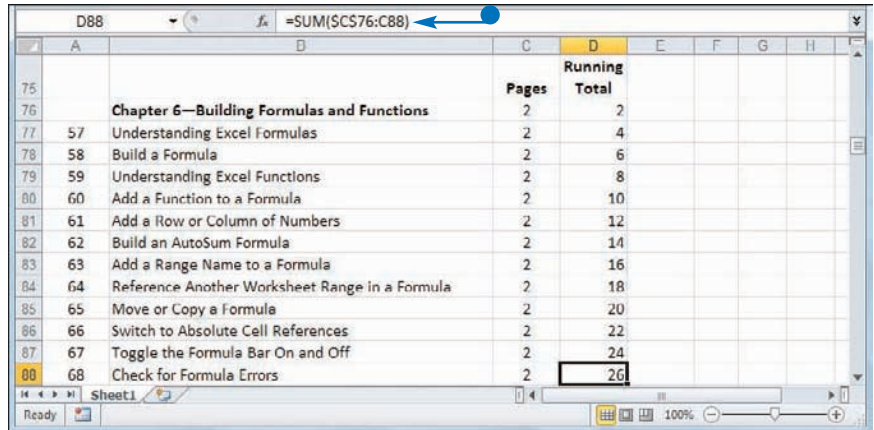 D88 fx =SUM($C$76:C88)
A B C D E F G H
75 Pages Running Total
76 Chapter 6—Building Formulas and Functions 2 2
77 57 Understanding Excel Formulas 2 4
78 58 Build a Formula 2 6
79 59 Understanding Excel Functions 2 8
80 60 Add a Function to a Formula 2 10
81 61 Add a Row or Column of Numbers 2 12
82 62 Build an AutoSum Formula 2 14
83 63 Add a Range Name to a Formula 2 16
84 64 Reference Another Worksheet Range in a Formula 2 18
85 65 Move or Copy a Formula 2 20
86 66 Switch to Absolute Cell References 2 22
87 67 Toggle the Formula Bar On and Off 2 24
88 68 Check for Formula Errors 2 26
Sheet1
Ready 100%